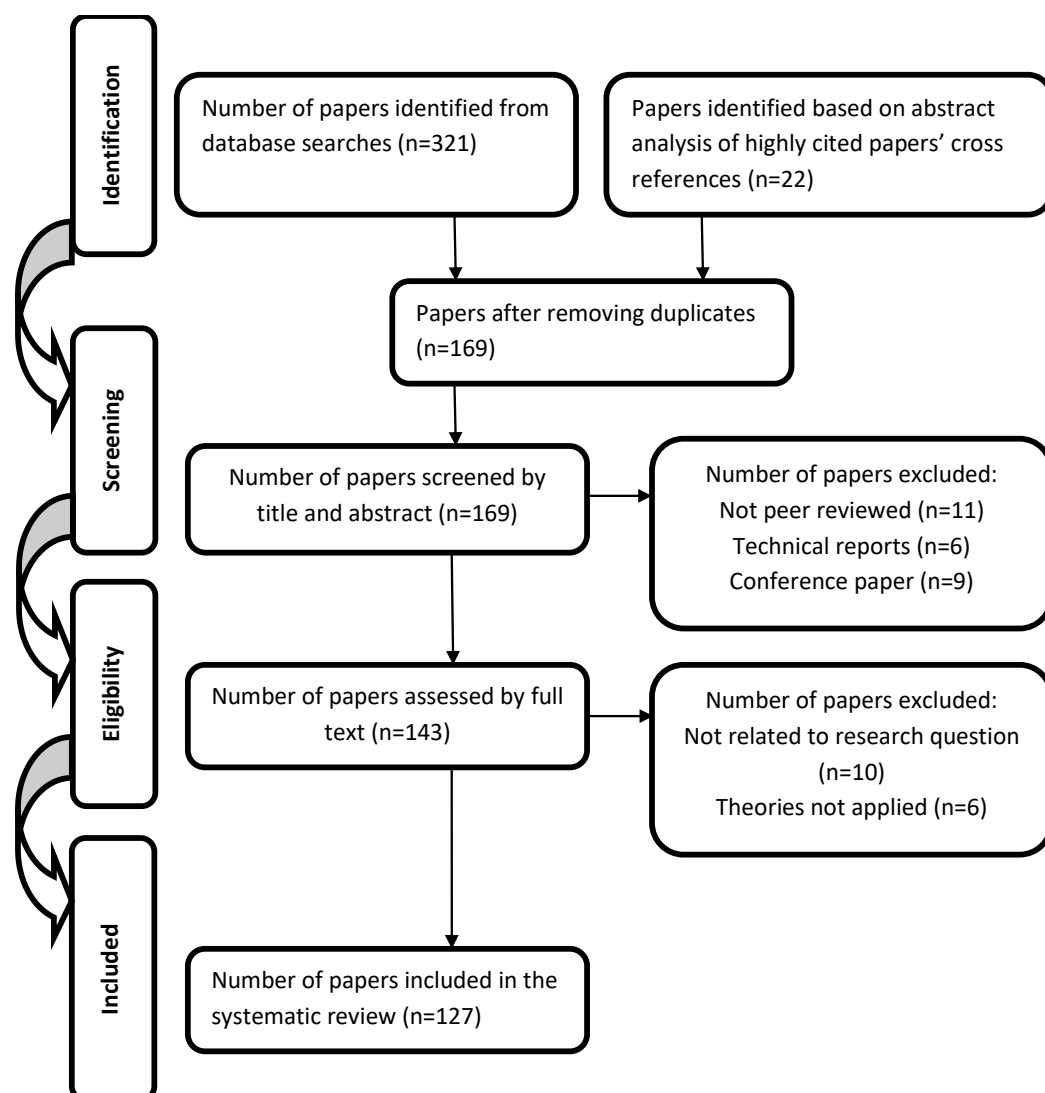 Identification
Number of papers identified from
database searches (n=321)
Papers identified based on abstract
analysis of highly cited papers’ cross
references (n=22)
Papers after removing duplicates
(n=169)
Screening
Number of papers screened by
title and abstract (n=169)
Number of papers excluded:
Not peer reviewed (n=11)
Technical reports (n=6)
Conference paper (n=9)
Eligibility
Number of papers assessed by full
text (n=143)
Number of papers excluded:
Not related to research question
(n=10)
Theories not applied (n=6)
Included
Number of papers included in the
systematic review (n=127)